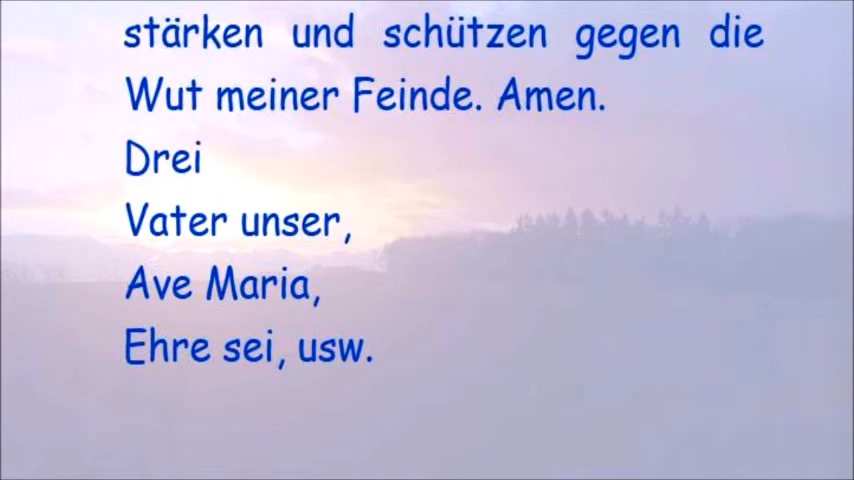 stärken und schützen gegen die
Wut meiner Feinde. Amen.
Drei
Vater unser,
Ave Maria,
Ehre sei, usw.